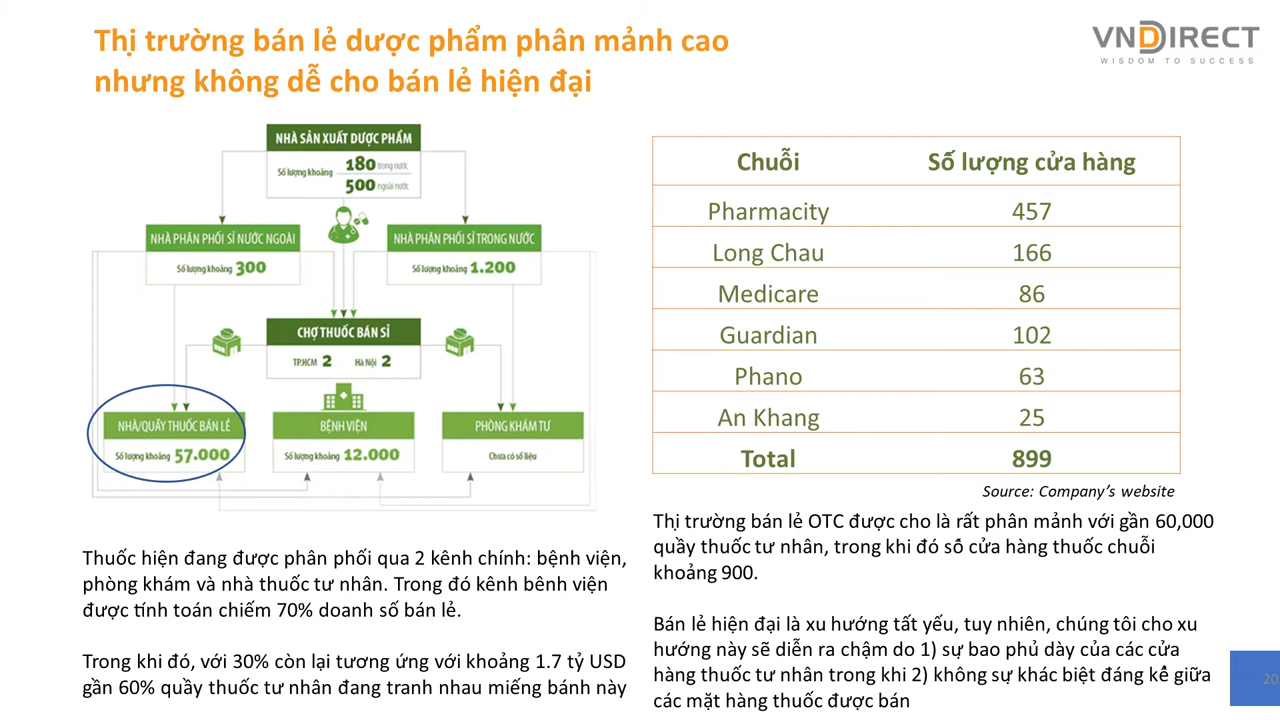 Thị trường bán lẻ dược phẩm phân mảnh cao
nhưng không dễ cho bán lẻ hiện đại
VNDIRECT
WISDOM TO SUCCESS
NHÀ SẢN XUẤT DƯỢC PHẨM
Số lượng khoảng 180 trong nước
500 ngoài nước
NHÀ PHÂN PHỐI SỈ NƯỚC NGOÀI
Số lượng khoảng 300
NHÀ PHÂN PHỐI SỈ TRONG NƯỚC
Số lượng khoảng 1.200
CHỢ THUỐC BÁN SỈ
TP.HCM 2 Hà Nội 2
NHÀ/QUẦY THUỐC BÁN LẺ
Số lượng khoảng 57.000
BỆNH VIỆN
Số lượng khoảng 12.000
PHÒNG KHÁM TƯ
Chưa có số liệu
Thuốc hiện đang được phân phối qua 2 kênh chính: bệnh viện,
phòng khám và nhà thuốc tư nhân. Trong đó kênh bênh viện
được tính toán chiếm 70% doanh số bán lẻ.
Trong khi đó, với 30% còn lại tương ứng với khoảng 1.7 tỷ USD
gần 60% quầy thuốc tư nhân đang tranh nhau miếng bánh này
Chuỗi Số lượng cửa hàng
Pharmacity 457
Long Chau 166
Medicare 86
Guardian 102
Phano 63
An Khang 25
Total 899
Source: Company’s website
Thị trường bán lẻ OTC được cho là rất phân mảnh với gần 60,000
quầy thuốc tư nhân, trong khi đó số cửa hàng thuốc chuỗi
khoảng 900.
Bán lẻ hiện đại là xu hướng tất yếu, tuy nhiên, chúng tôi cho xu
hướng này sẽ diễn ra chậm do 1) sự bao phủ dày của các cửa
hàng thuốc tư nhân trong khi 2) không sự khác biệt đáng kể giữa
các mặt hàng thuốc được bán
20